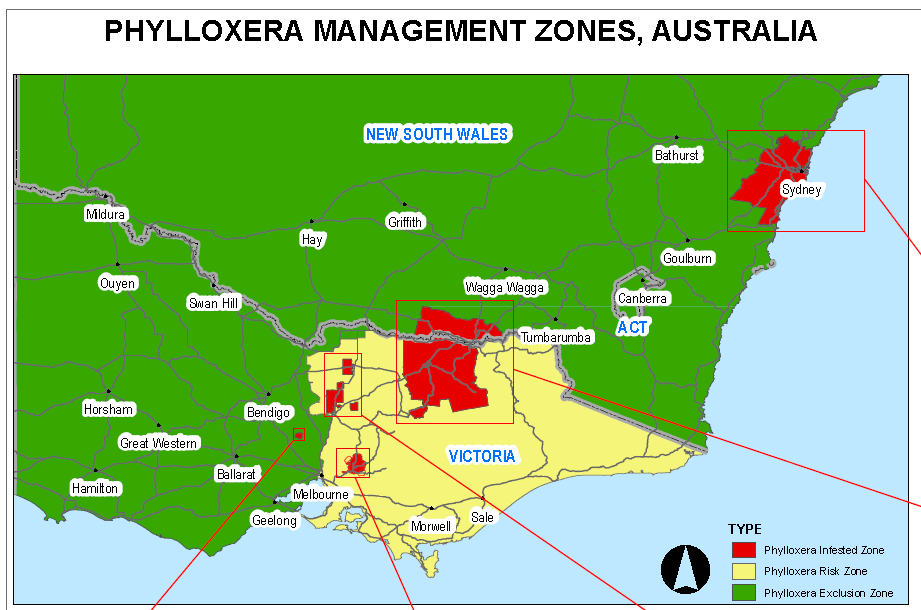 PHYLLOXERA MANAGEMENT ZONES, AUSTRALIA
NEW SOUTH WALES
Bathurst
Sydney
Mildura
Griffith
Hay
Goulburn
Ouyen
Wagga Wagga
Swan Hill
Canberra
ACT
Tumbarumba
Horsham
Bendigo
Great Western
VICTORIA
Ballarat
Hamilton
Melbourne
Geelong
Morwell
Sale
TYPE
Phylloxera Infested Zone
Phylloxera Risk Zone
Phylloxera Exclusion Zone